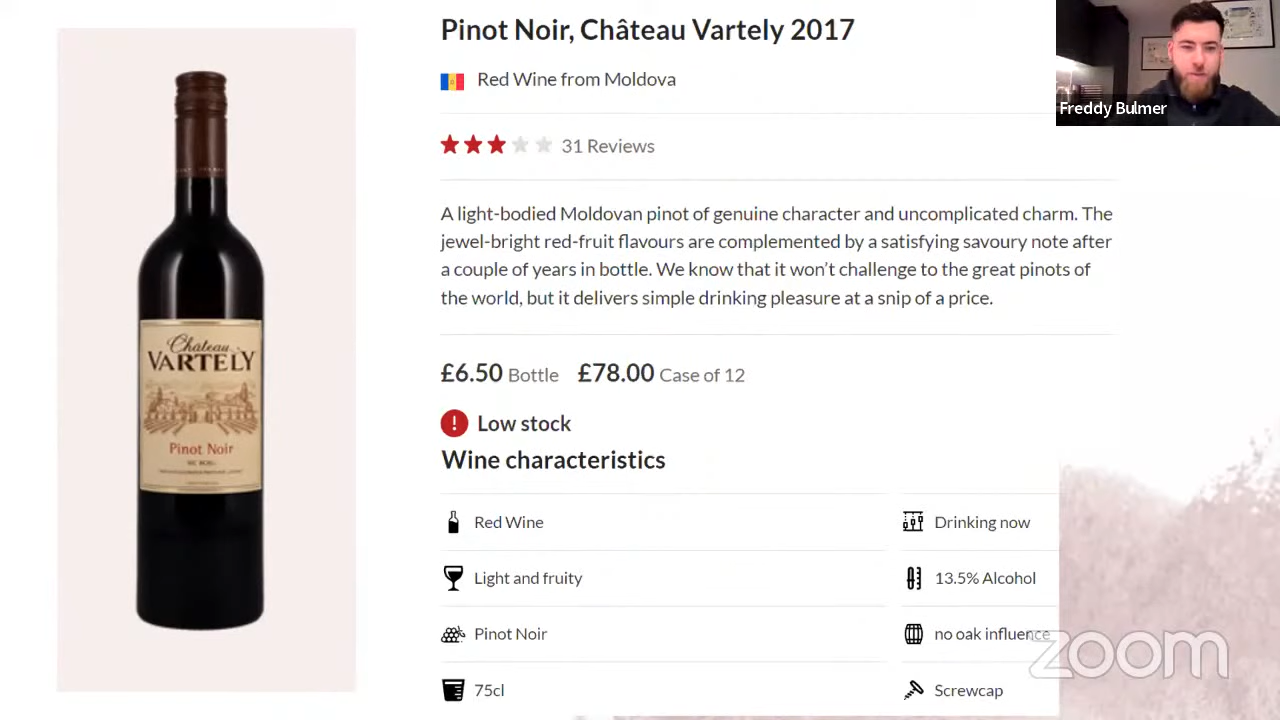 Pinot Noir, Château Vartely 2017
Red Wine from Moldova
Freddy Bulmer
31 Reviews
A light-bodied Moldovan pinot of genuine character and uncomplicated charm. The
jewel-bright red-fruit flavours are complemented by a satisfying savoury note after
a couple of years in bottle. We know that it won't challenge to the great pinots of
the world, but it delivers simple drinking pleasure at a snip of a price.
£6.50 Bottle £78.00 Case of 12
! Low stock
Wine characteristics
Red Wine
Drinking now
Light and fruity
13.5% Alcohol
Pinot Noir
no oak influence
75cl
Screwcap
Château
VARTELY
Pinot Noir
zoom